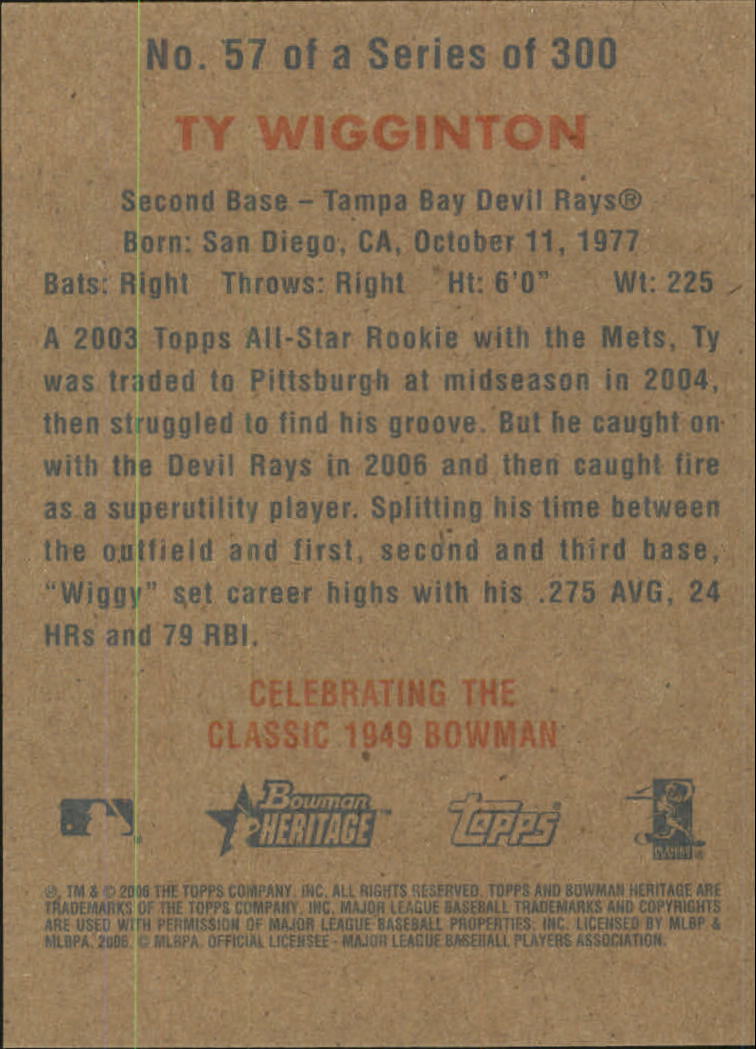 No. 57 of a Series of 300
TY WIGGINTON
Second Base – Tampa Bay Devil Rays®
Born: San Diego, CA, October 11, 1977
Bats: Right Throws: Right Ht: 6'0" Wt: 225
A 2003 Topps All-Star Rookie with the Mets, Ty
was traded to Pittsburgh at midseason in 2004,
then struggled to find his groove. But he caught on
with the Devil Rays in 2006 and then caught fire
as a superutility player. Splitting his time between
the outfield and first, second and third base,
"Wiggy" set career highs with his .275 AVG, 24
HRs and 79 RBI.
CELEBRATING THE
CLASSIC 1949 BOWMAN
Bowman
HERITAGE™
Topps®
PLAYERS
®, TM & © 2006 THE TOPPS COMPANY, INC. ALL RIGHTS RESERVED. TOPPS AND BOWMAN HERITAGE ARE
TRADEMARKS OF THE TOPPS COMPANY, INC. MAJOR LEAGUE BASEBALL TRADEMARKS AND COPYRIGHTS
ARE USED WITH PERMISSION OF MAJOR LEAGUE BASEBALL PROPERTIES, INC. LICENSED BY MLBP &
MLBPA, 2006. © MLBPA. OFFICIAL LICENSEE - MAJOR LEAGUE BASEBALL PLAYERS ASSOCIATION.